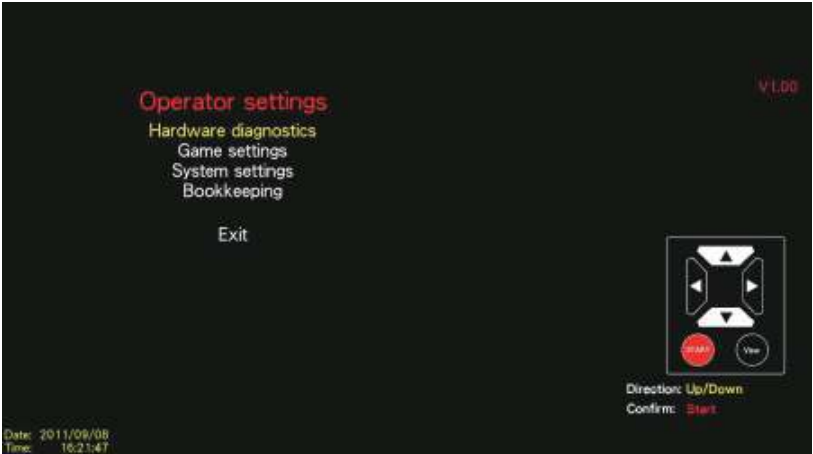 Operator settings
V1.00
Hardware diagnostics
Game settings
System settings
Bookkeeping
Exit
START
View
Direction: Up/Down
Confirm: Start
Date: 2011/09/08
Time: 16:21:47